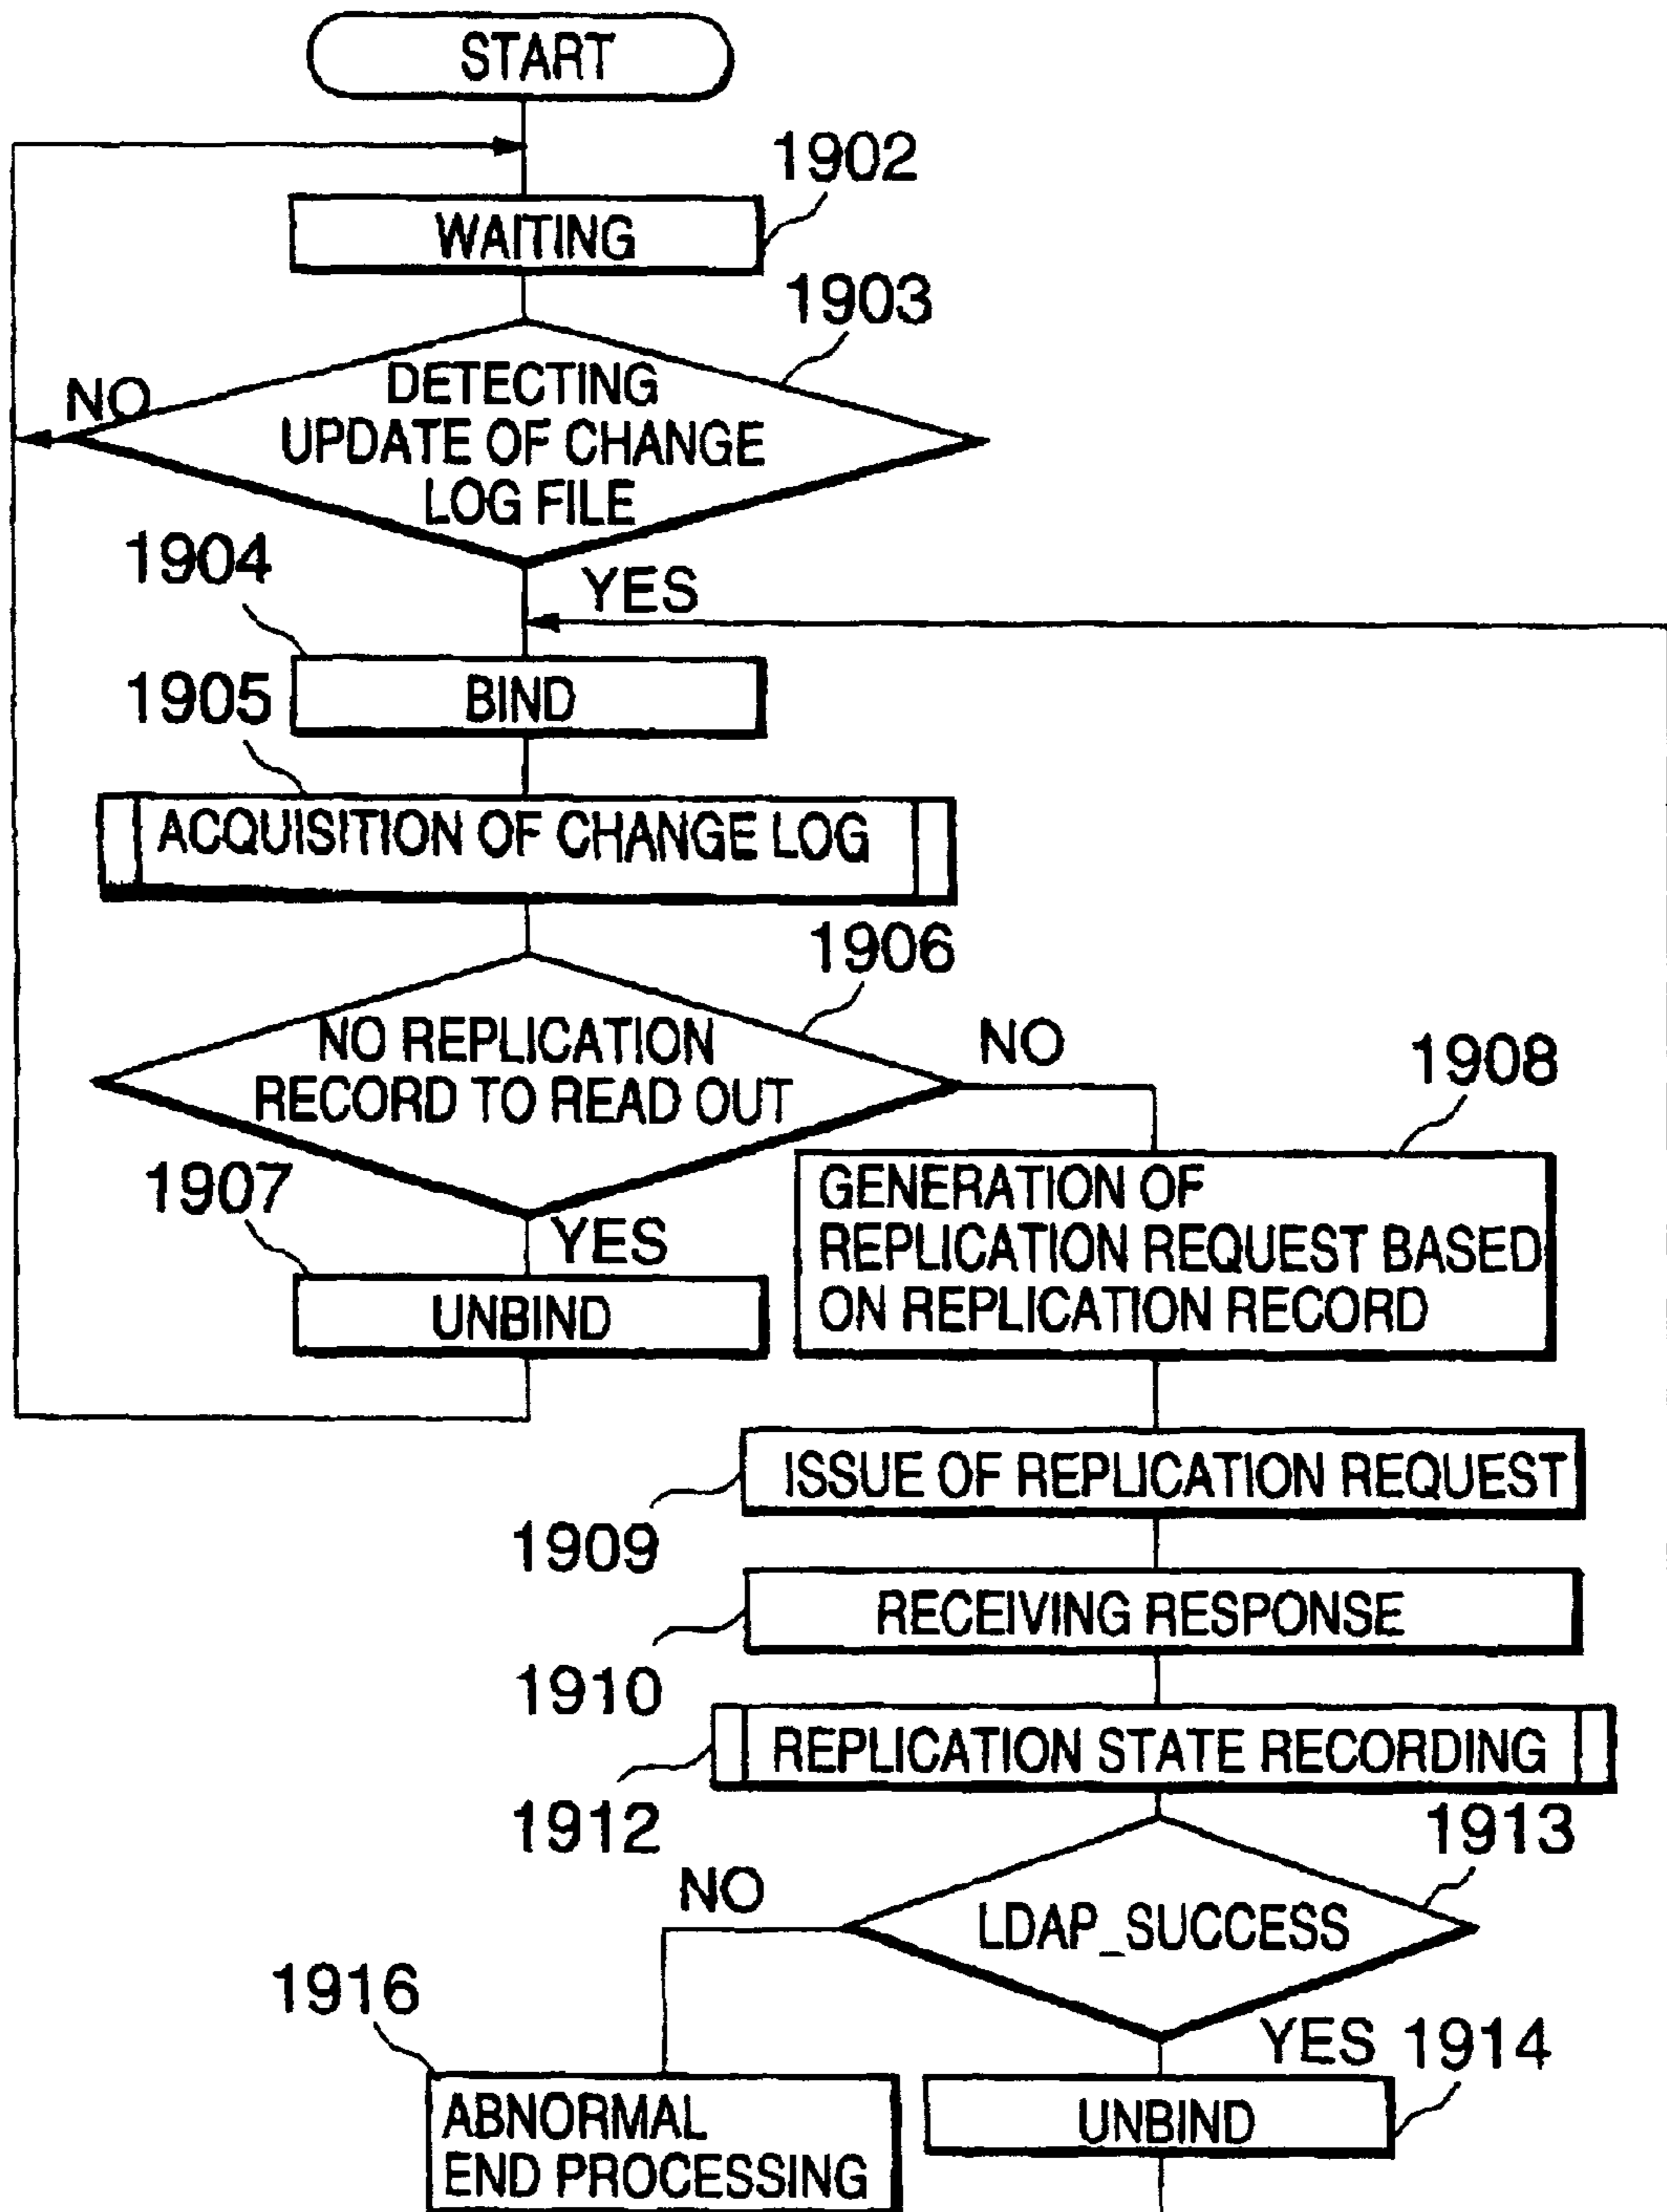 START
1902
WAITING
1903
NO
DETECTING
UPDATE OF CHANGE
LOG FILE
1904
YES
BIND
1905
ACQUISITION OF CHANGE LOG
1906
NO REPLICATION
RECORD TO READ OUT
NO
1908
1907
YES
GENERATION OF
REPLICATION REQUEST BASED
ON REPLICATION RECORD
UNBIND
ISSUE OF REPLICATION REQUEST
1909
RECEIVING RESPONSE
1910
REPLICATION STATE RECORDING
1912
1913
NO
LDAP_SUCCESS
1916
YES
1914
ABNORMAL
END PROCESSING
UNBIND